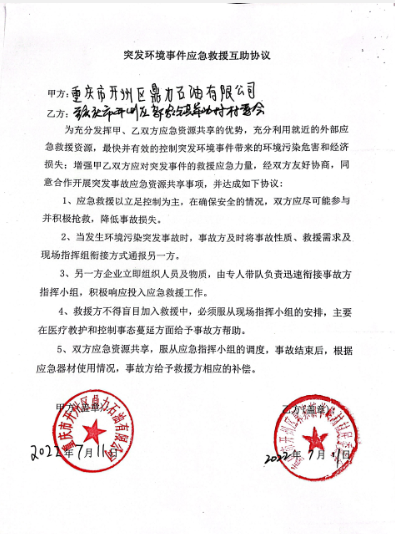 突发环境事件应急救援互助协议
甲方：重庆市开州区鼎力石油有限公司
乙方：重庆市开州区
为充分发挥甲、乙双方应急资源共享的优势，充分利用就近的外部应
急救援资源，最快并有效的控制突发环境事件带来的环境污染危害和经济
损失；增强甲乙双方应对突发事件的救援应急力量，经双方友好协商，同意
合作开展突发事故应急资源共享事项，并达成如下协议：
1、应急救援以立足控制为主，在确保安全的情况，双方应尽可能参与
并积极抢救，降低事故损失。
2、当发生环境污染突发事故时，事故方及时将事故性质、救援需求及
现场指挥组衔接方式通报另一方。
3、另一方企业立即组织人员及物质，由专人带队负责迅速衔接事故方
指挥小组，积极响应投入应急救援工作。
4、救援方不得盲目加入救援中，必须服从现场指挥小组的安排，主要
在医疗救护和控制事态蔓延方面给予事故方帮助。
5、双方应急资源共享，服从应急指挥小组的调度，事故结束后，根据
应急器材使用情况，事故方给予救援方相应的补偿。
甲方（盖章） 乙方（盖章）
重庆市开州区鼎力石油有限公司
2022年7月11日 2022年7月11日